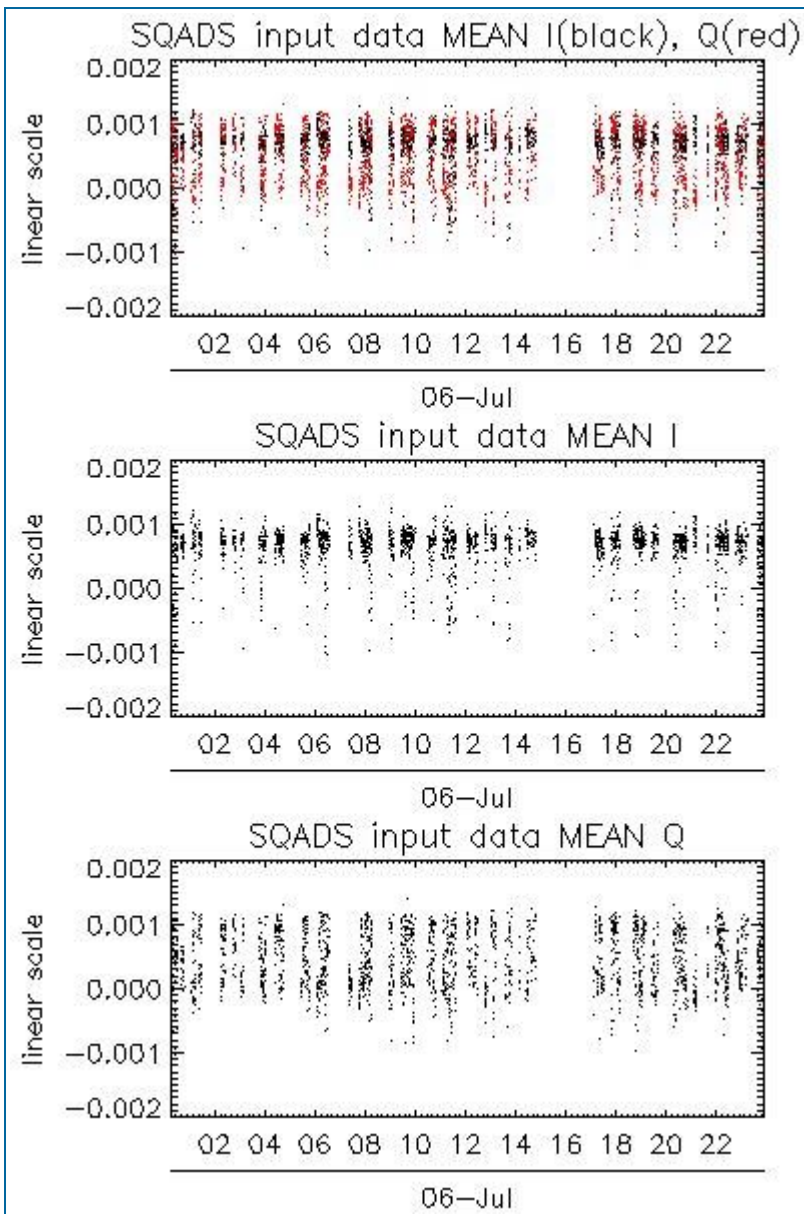 SQADS input data MEAN I(black), Q(red)
linear scale
0.002
0.001
0.000
-0.001
-0.002
02 04 06 08 10 12 14 16 18 20 22
06-Jul
SQADS input data MEAN I
linear scale
0.002
0.001
0.000
-0.001
-0.002
02 04 06 08 10 12 14 16 18 20 22
06-Jul
SQADS input data MEAN Q
linear scale
0.002
0.001
0.000
-0.001
-0.002
02 04 06 08 10 12 14 16 18 20 22
06-Jul